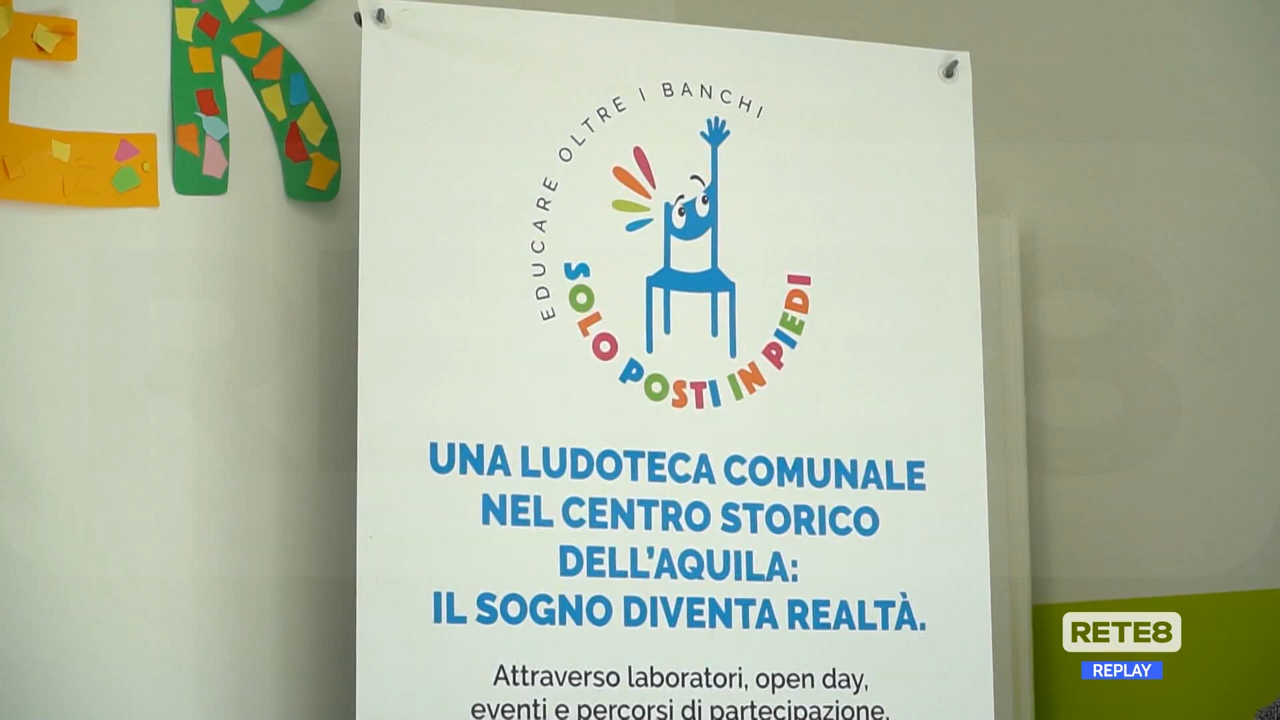 ER
EDUCARE OLTRE I BANCHI
SOLO POSTI IN PIEDI
UNA LUDOTECA COMUNALE
NEL CENTRO STORICO
DELL'AQUILA:
IL SOGNO DIVENTA REALTÀ.
Attraverso laboratori, open day,
eventi e percorsi di partecipazione,
RETE8
REPLAY